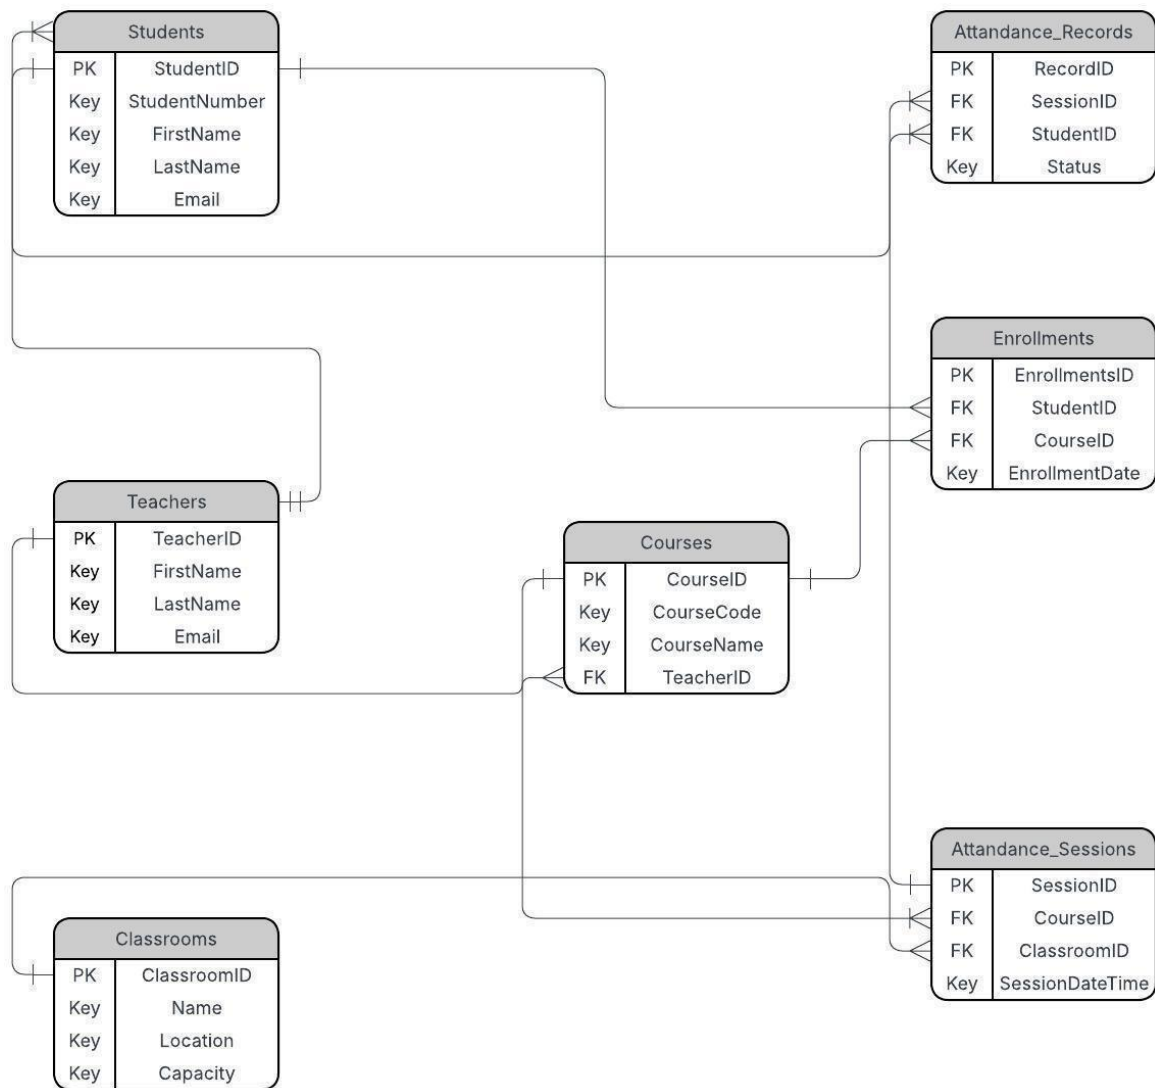 Students
PK StudentID
Key StudentNumber
Key FirstName
Key LastName
Key Email
Attandance_Records
PK RecordID
FK SessionID
FK StudentID
Key Status
Enrollments
PK EnrollmentsID
FK StudentID
FK CourseID
Key EnrollmentDate
Teachers
PK TeacherID
Key FirstName
Key LastName
Key Email
Courses
PK CourseID
Key CourseCode
Key CourseName
FK TeacherID
Attandance_Sessions
PK SessionID
FK CourseID
FK ClassroomID
Key SessionDateTime
Classrooms
PK ClassroomID
Key Name
Key Location
Key Capacity